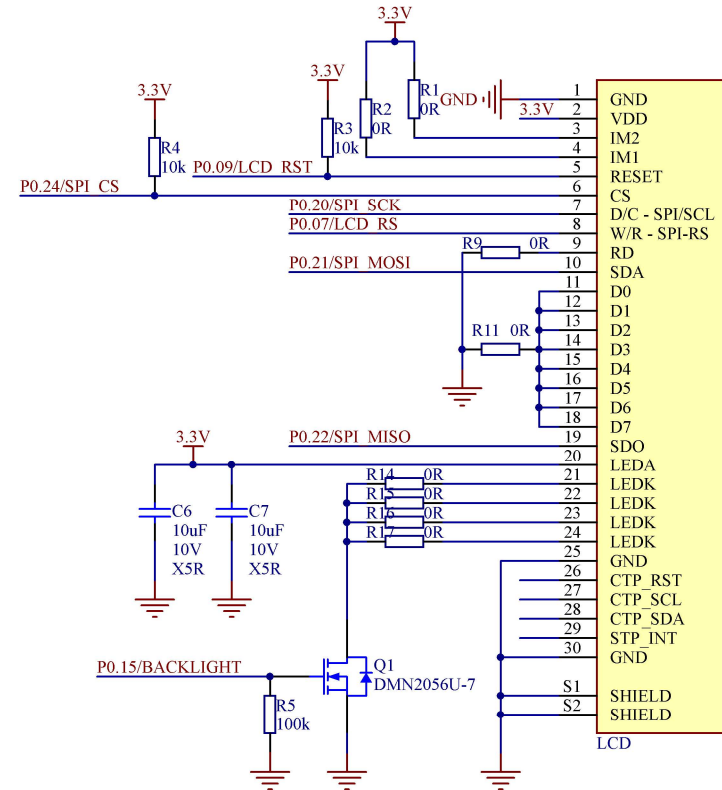 3.3V
3.3V
3.3V
R1
0R
R2
0R
R3
10k
R4
10k
GND
3.3V
P0.09/LCD_RST
P0.24/SPI_CS
P0.20/SPI_SCK
P0.07/LCD_RS
R9 0R
P0.21/SPI_MOSI
R11 0R
P0.22/SPI_MISO
3.3V
R14 0R
R15 0R
R16 0R
R17 0R
C6
10uF
10V
X5R
C7
10uF
10V
X5R
P0.15/BACKLIGHT
Q1
DMN2056U-7
R5
100k
1 GND
2 VDD
3 IM2
4 IM1
5 RESET
6 CS
7 D/C - SPI/SCL
8 W/R - SPI-RS
9 RD
10 SDA
11 D0
12 D1
13 D2
14 D3
15 D4
16 D5
17 D6
18 D7
19 SDO
20 LEDA
21 LEDK
22 LEDK
23 LEDK
24 LEDK
25 GND
26 CTP_RST
27 CTP_SCL
28 CTP_SDA
29 STP_INT
30 GND
S1 SHIELD
S2 SHIELD
LCD